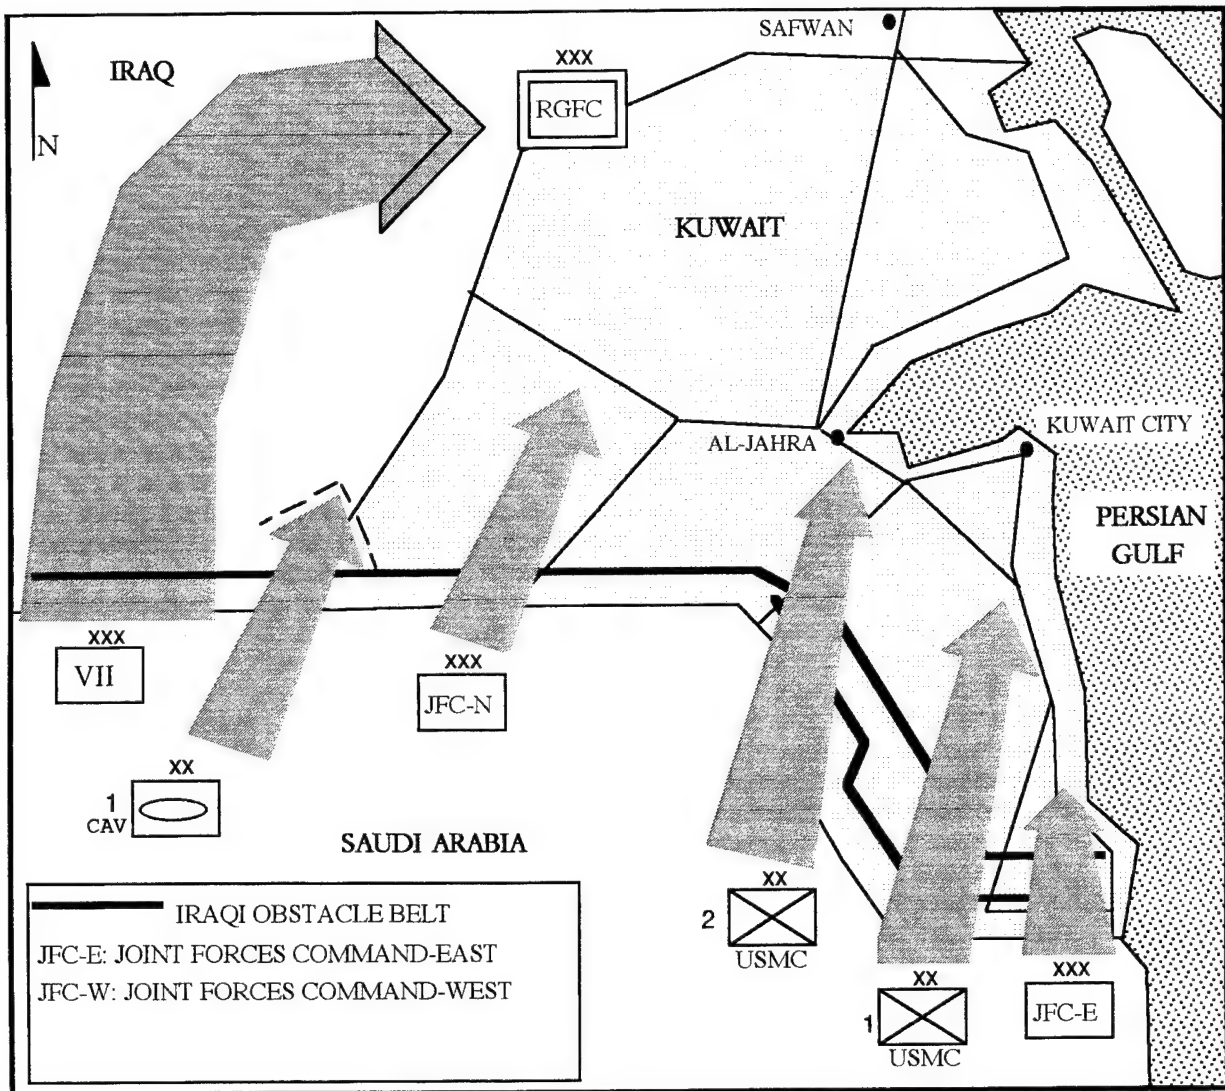 SAFWAN
IRAQ
XXX
RGFC
N
KUWAIT
KUWAIT CITY
AL-JAHRA
PERSIAN
GULF
XXX
VII
XXX
JFC-N
XX
1
CAV
SAUDI ARABIA
XX
2
USMC
XX
1
USMC
XXX
JFC-E
IRAQI OBSTACLE BELT
JFC-E: JOINT FORCES COMMAND-EAST
JFC-W: JOINT FORCES COMMAND-WEST